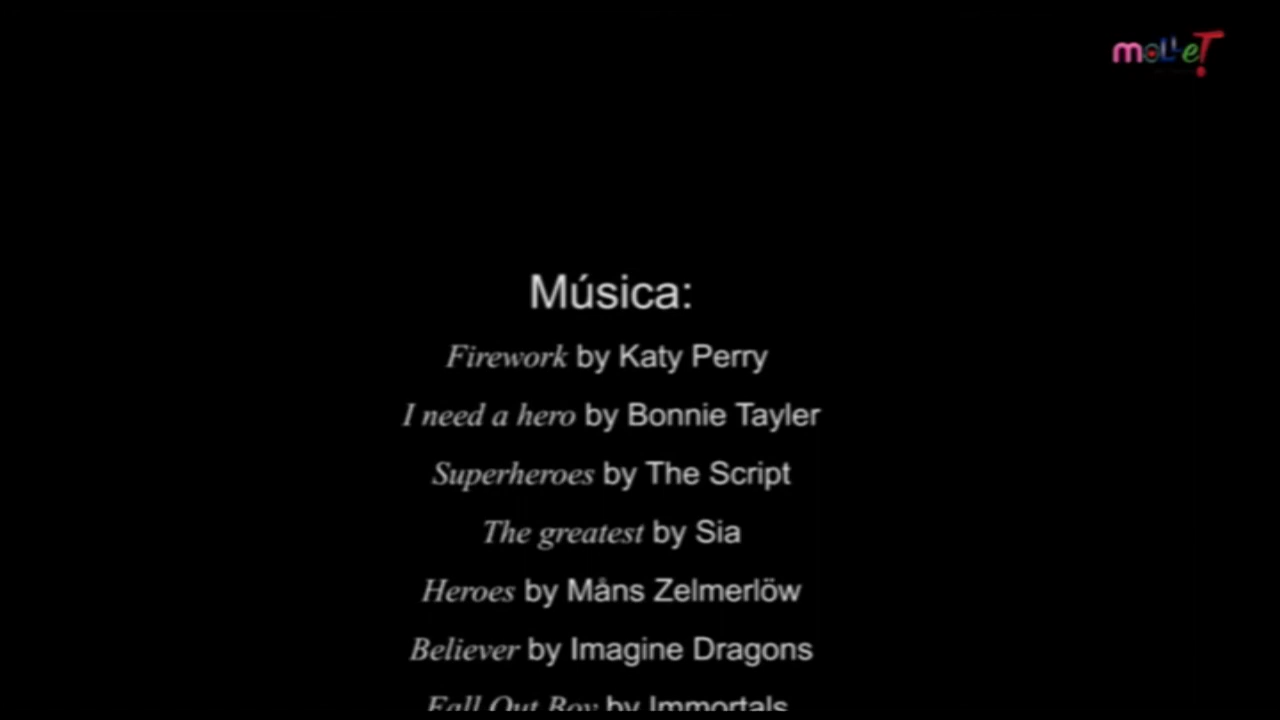 moLLeT
Música:
Firework by Katy Perry
I need a hero by Bonnie Tayler
Superheroes by The Script
The greatest by Sia
Heroes by Måns Zelmerlöw
Believer by Imagine Dragons
Fall Out Boy by Immortals